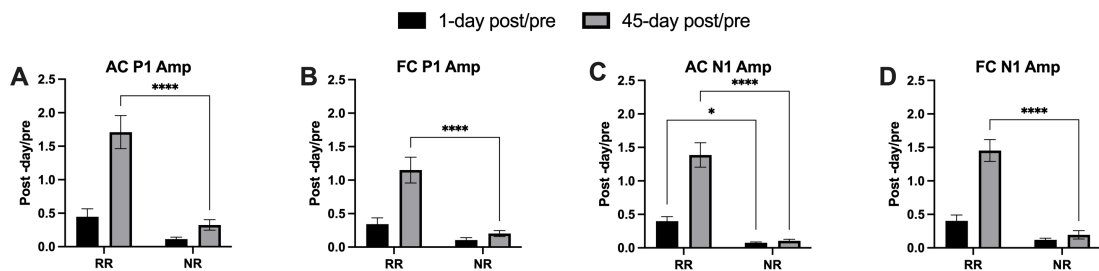 1-day post/pre 45-day post/pre
A AC P1 Amp
Post -day/pre
2.5
2.0
1.5
1.0
0.5
0.0
****
RR NR
B FC P1 Amp
Post -day/pre
2.5
2.0
1.5
1.0
0.5
0.0
****
RR NR
C AC N1 Amp
Post -day/pre
2.5
2.0
1.5
1.0
0.5
0.0
****
*
RR NR
D FC N1 Amp
Post -day/pre
2.5
2.0
1.5
1.0
0.5
0.0
****
RR NR